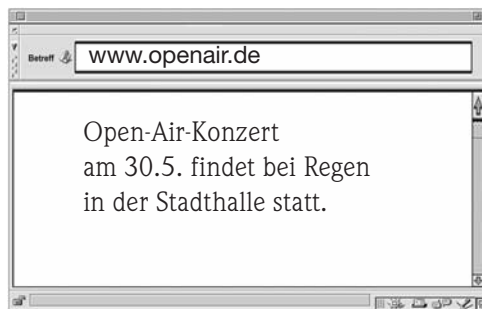 Betreff www.openair.de
Open-Air-Konzert
am 30.5. findet bei Regen
in der Stadthalle statt.